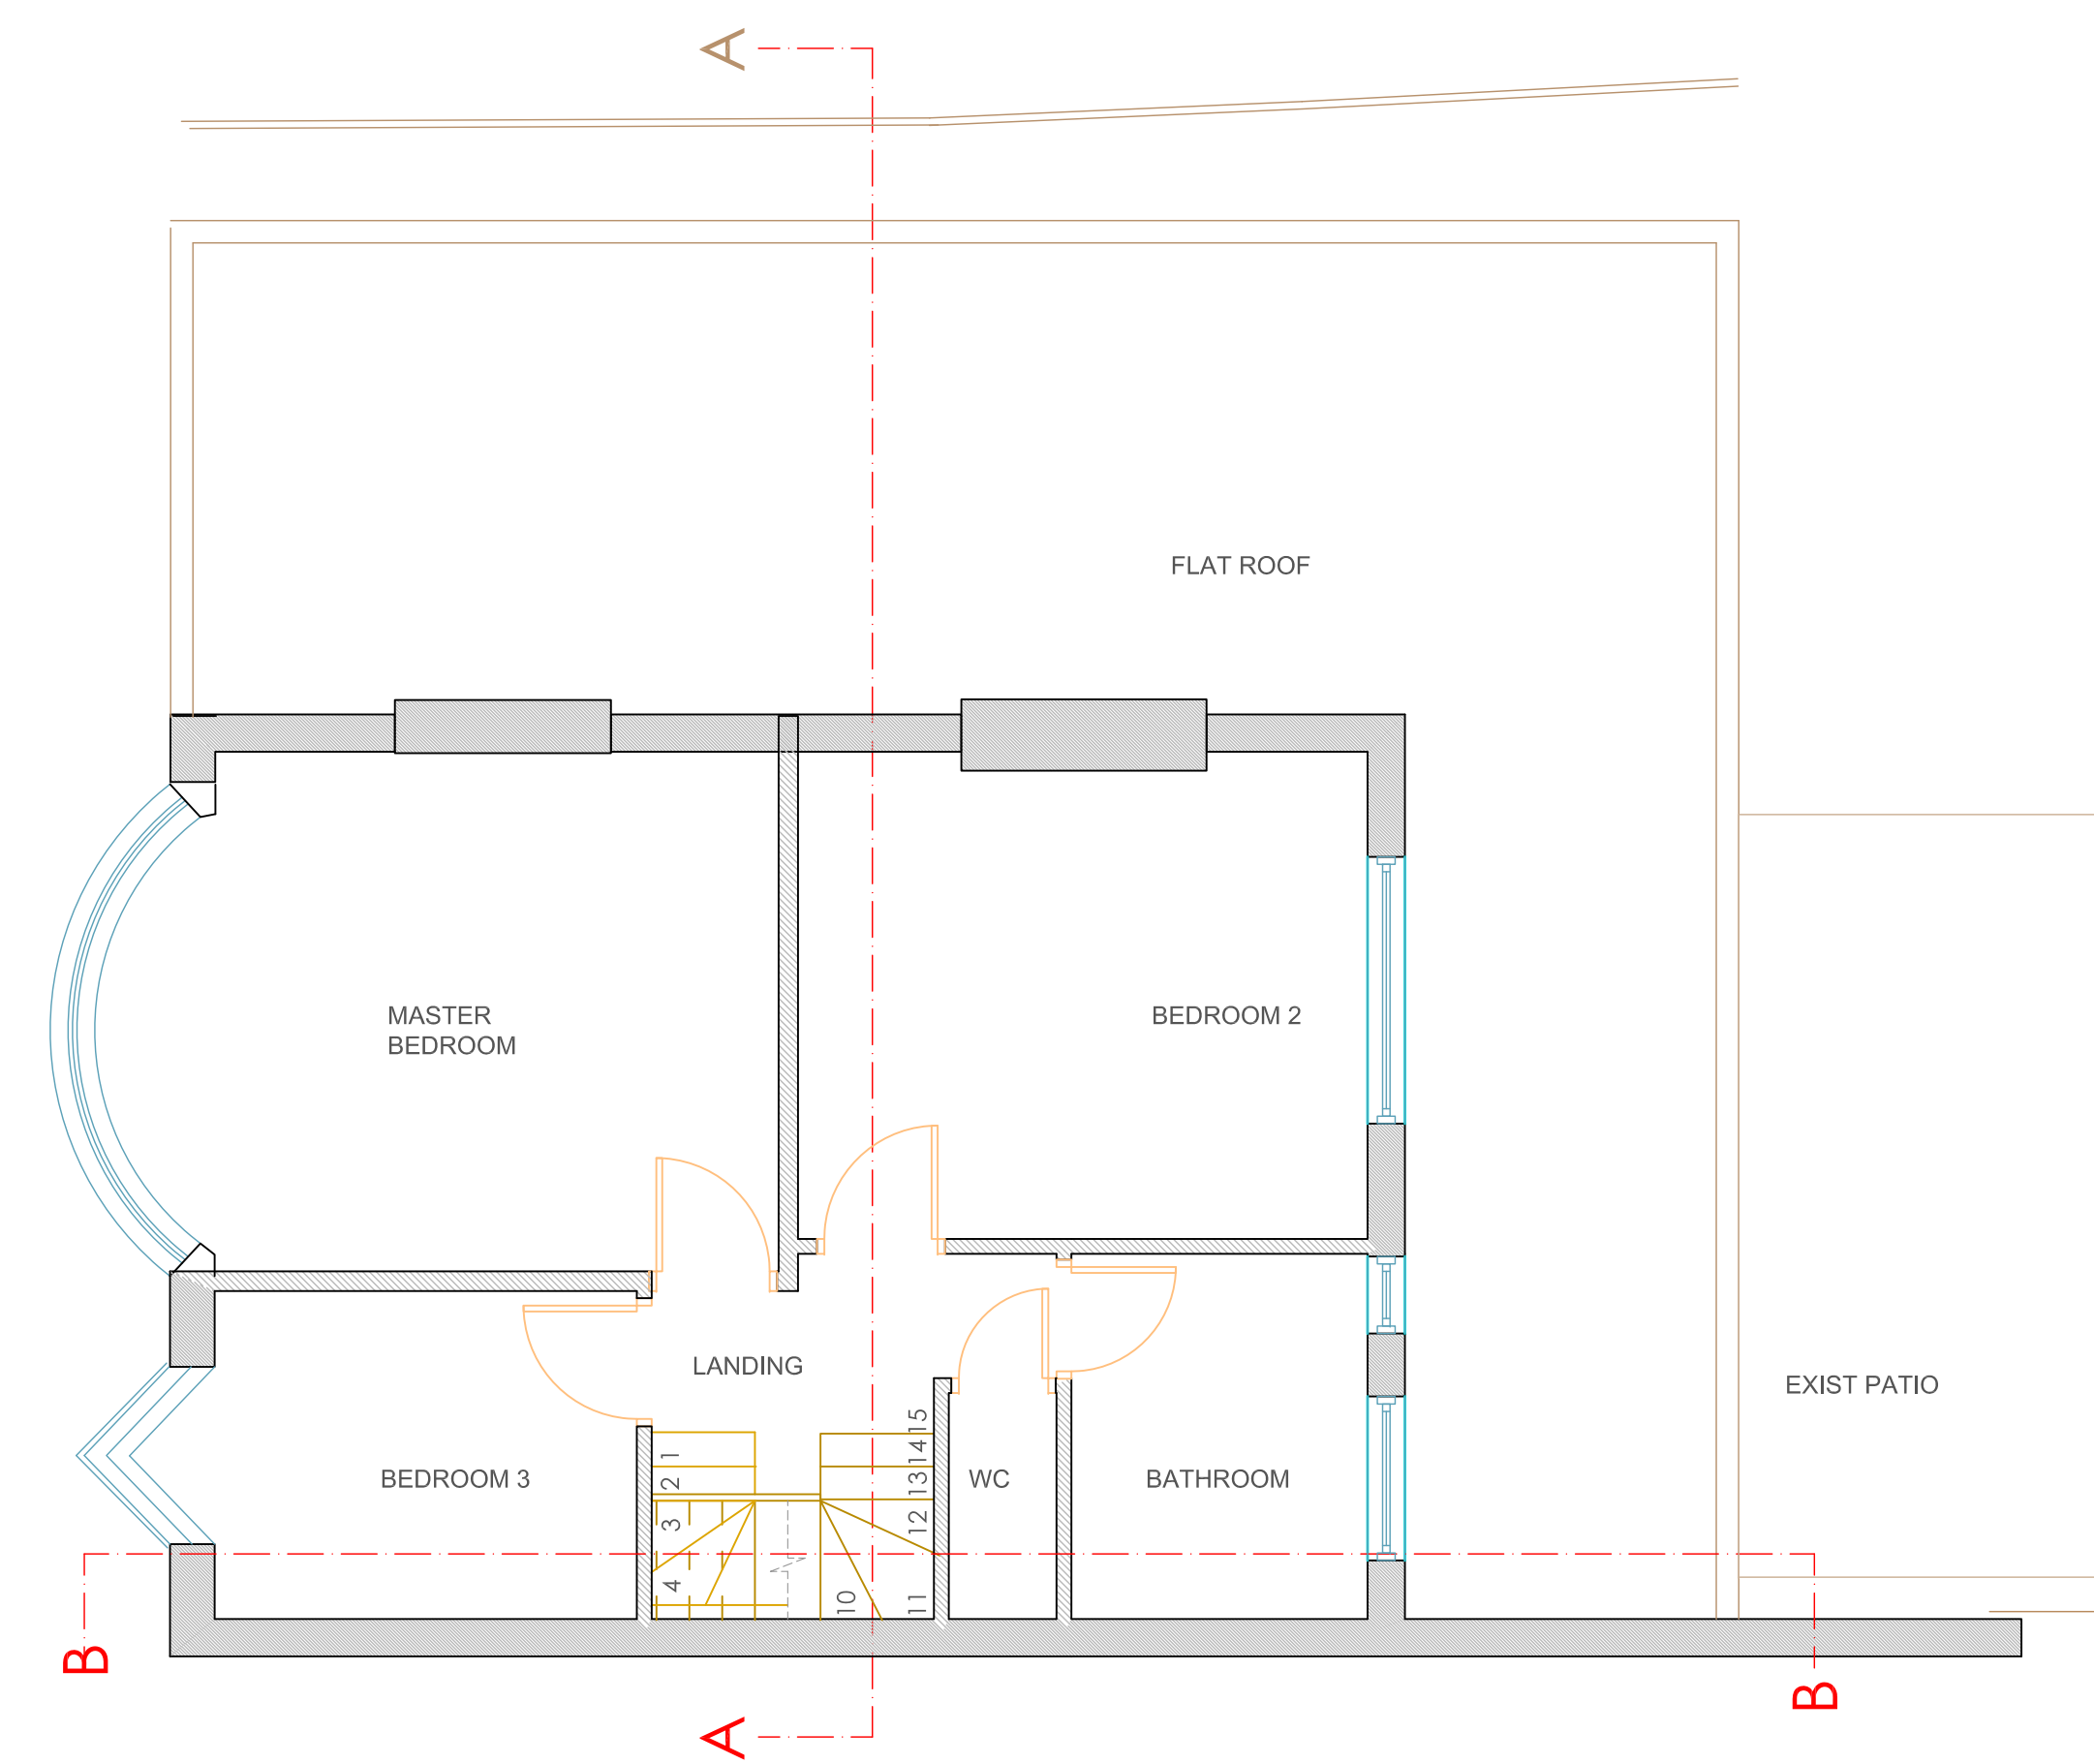 A
FLAT ROOF
MASTER
BEDROOM
BEDROOM 2
LANDING
EXIST PATIO
BEDROOM 3
WC
BATHROOM
1
2
3
4
10
11
12
13
14
15
B
B
A